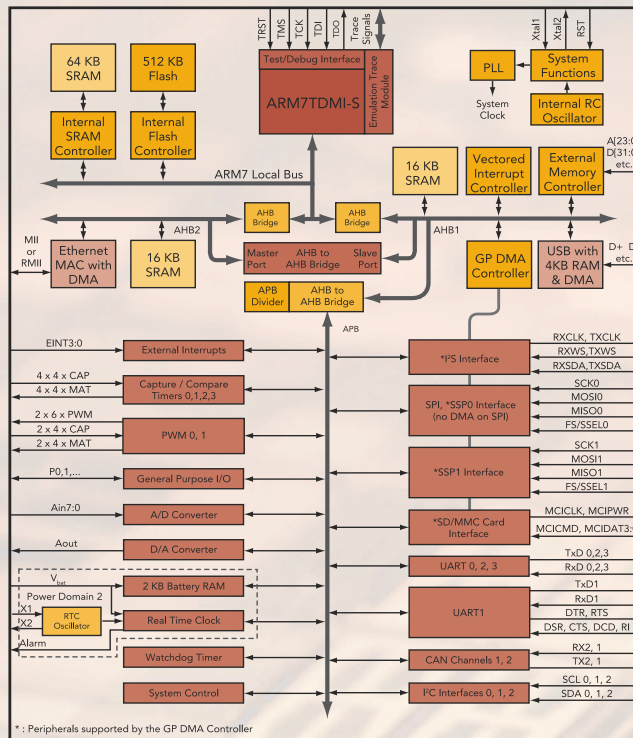 TRST
TMS
TCK
TDI
TDO
Trace
Signals
Xtal1
Xtal2
RST
64 KB
SRAM
512 KB
Flash
Test/Debug Interface
ARM7TDMI-S
Emulation Trace
Module
PLL
System
Functions
System
Clock
Internal RC
Oscillator
Internal
SRAM
Controller
Internal
Flash
Controller
ARM7 Local Bus
16 KB
SRAM
Vectored
Interrupt
Controller
External
Memory
Controller
A[23:0
D[31:0
etc.
AHB
Bridge
AHB
Bridge
AHB2
AHB1
MII
or
RMII
Ethernet
MAC with
DMA
16 KB
SRAM
Master
Port
AHB to
AHB Bridge
Slave
Port
GP DMA
Controller
USB with
4KB RAM
& DMA
D+ D
etc.
APB
Divider
AHB to
AHB Bridge
APB
EINT3:0
External Interrupts
4 x 4 x CAP
4 x 4 x MAT
Capture / Compare
Timers 0,1,2,3
2 x 6 x PWM
2 x 4 x CAP
2 x 4 x MAT
PWM 0, 1
P0,1,...
General Purpose I/O
Ain7:0
A/D Converter
Aout
D/A Converter
Vbat
2 KB Battery RAM
Power Domain 2
X1
X2
RTC
Oscillator
Real Time Clock
Alarm
Watchdog Timer
System Control
*I²S Interface
RXCLK, TXCLK
RXWS,TXWS
RXSDA,TXSDA
SPI, *SSP0 Interface
(no DMA on SPI)
SCK0
MOSI0
MISO0
FS/SSEL0
*SSP1 Interface
SCK1
MOSI1
MISO1
FS/SSEL1
*SD/MMC Card
Interface
MCICLK, MCIPWR
MCICMD, MCIDAT3:0
UART 0, 2, 3
TxD 0,2,3
RxD 0,2,3
UART1
TxD1
RxD1
DTR, RTS
DSR, CTS, DCD, RI
CAN Channels 1, 2
RX2, 1
TX2, 1
I²C Interfaces 0, 1, 2
SCL 0, 1, 2
SDA 0, 1, 2
* : Peripherals supported by the GP DMA Controller